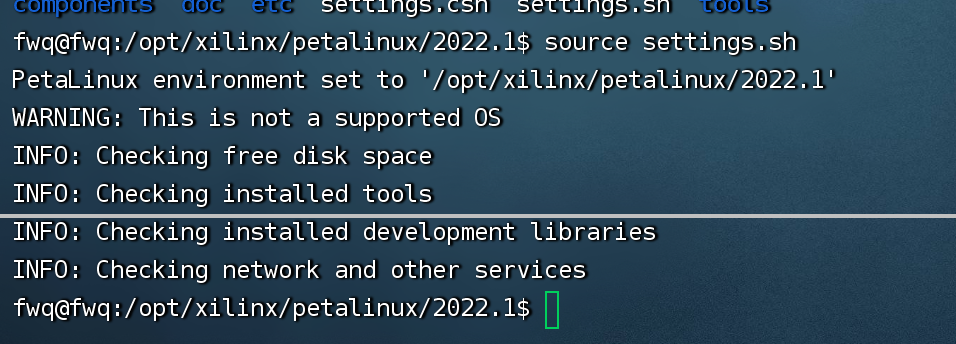 components doc etc settings.csh settings.sh tools
fwq@fwq:/opt/xilinx/petalinux/2022.1$ source settings.sh
PetaLinux environment set to '/opt/xilinx/petalinux/2022.1'
WARNING: This is not a supported OS
INFO: Checking free disk space
INFO: Checking installed tools
INFO: Checking installed development libraries
INFO: Checking network and other services
fwq@fwq:/opt/xilinx/petalinux/2022.1$